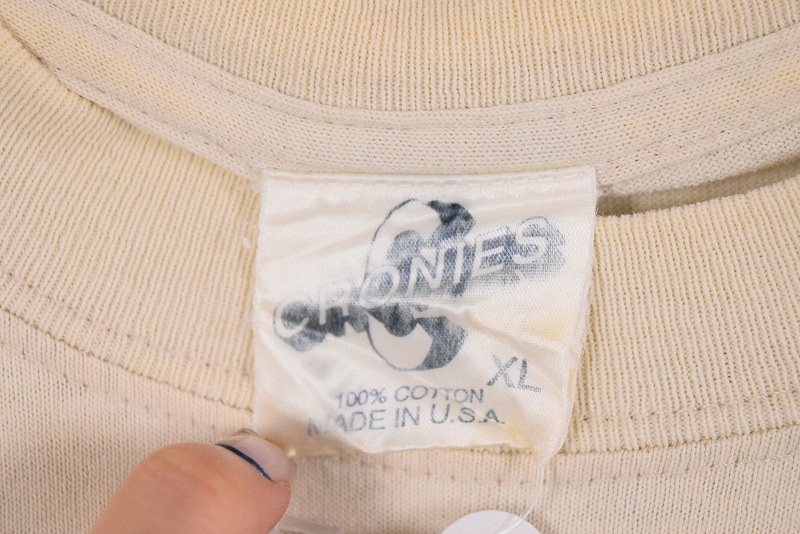 CRONIES
XL
100% COTTON
MADE IN U.S.A.